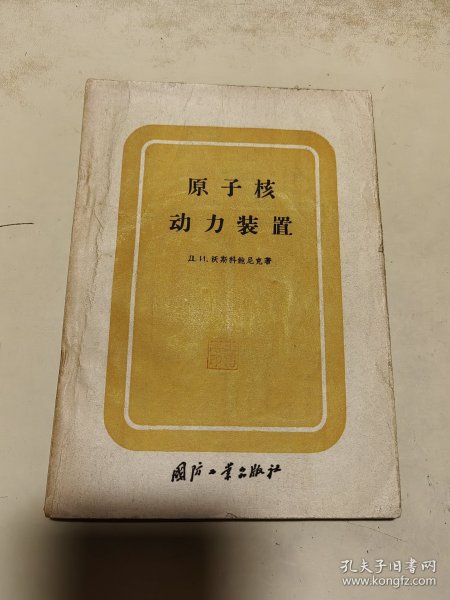 原子核
动力装置
Д. И. 沃斯科鲍尼克著
国防工业出版社
孔夫子旧书网
www.kongfz.com